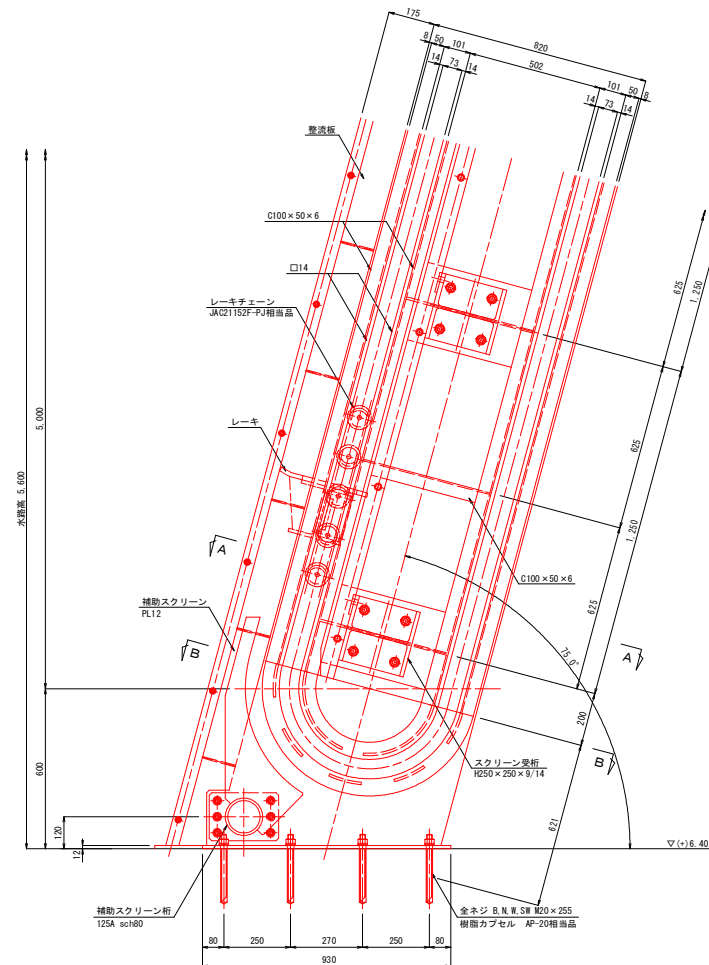 175
820
8 50 101
502
101 50 8
14 73 14
14 73 14
整流板
C100×50×6
口14
レーキチェーン
JAC21152F-PJ相当品
625
1,250
5,000
水路高 5,600
レーキ
625
1,250
A
C100×50×6
補助スクリーン
PL12
625
B
75.0°
A
200
スクリーン受桁
H250×250×9/14
B
600
621
120
12
▽(+)6.40
補助スクリーン桁
125A sch80
全ネジ B.N.W.SW M20×255
樹脂カプセル AP-20相当品
80 250 270 250 80
930